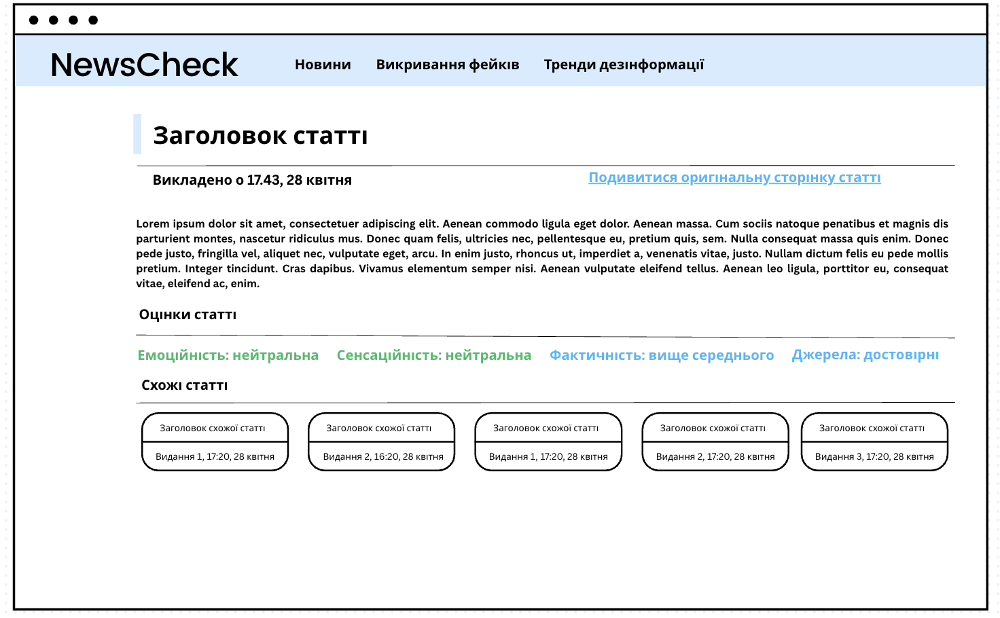 NewsCheck
Новини Викривання фейків Тренди дезінформації
Заголовок статті
Викладено о 17.43, 28 квітня
Подивитися оригінальну сторінку статті
Lorem ipsum dolor sit amet, consectetuer adipiscing elit. Aenean commodo ligula eget dolor. Aenean massa. Cum sociis natoque penatibus et magnis dis
parturient montes, nascetur ridiculus mus. Donec quam felis, ultricies nec, pellentesque eu, pretium quis, sem. Nulla consequat massa quis enim. Donec
pede justo, fringilla vel, aliquet nec, vulputate eget, arcu. In enim justo, rhoncus ut, imperdiet a, venenatis vitae, justo. Nullam dictum felis eu pede mollis
pretium. Integer tincidunt. Cras dapibus. Vivamus elementum semper nisi. Aenean vulputate eleifend tellus. Aenean leo ligula, porttitor eu, consequat
vitae, eleifend ac, enim.
Оцінки статті
Емоційність: нейтральна Сенсаційність: нейтральна Фактичність: вище середнього Джерела: достовірні
Схожі статті
Заголовок схожої статті
Видання 1, 17:20, 28 квітня
Заголовок схожої статті
Видання 2, 16:20, 28 квітня
Заголовок схожої статті
Видання 1, 17:20, 28 квітня
Заголовок схожої статті
Видання 2, 17:20, 28 квітня
Заголовок схожої статті
Видання 3, 17:20, 28 квітня